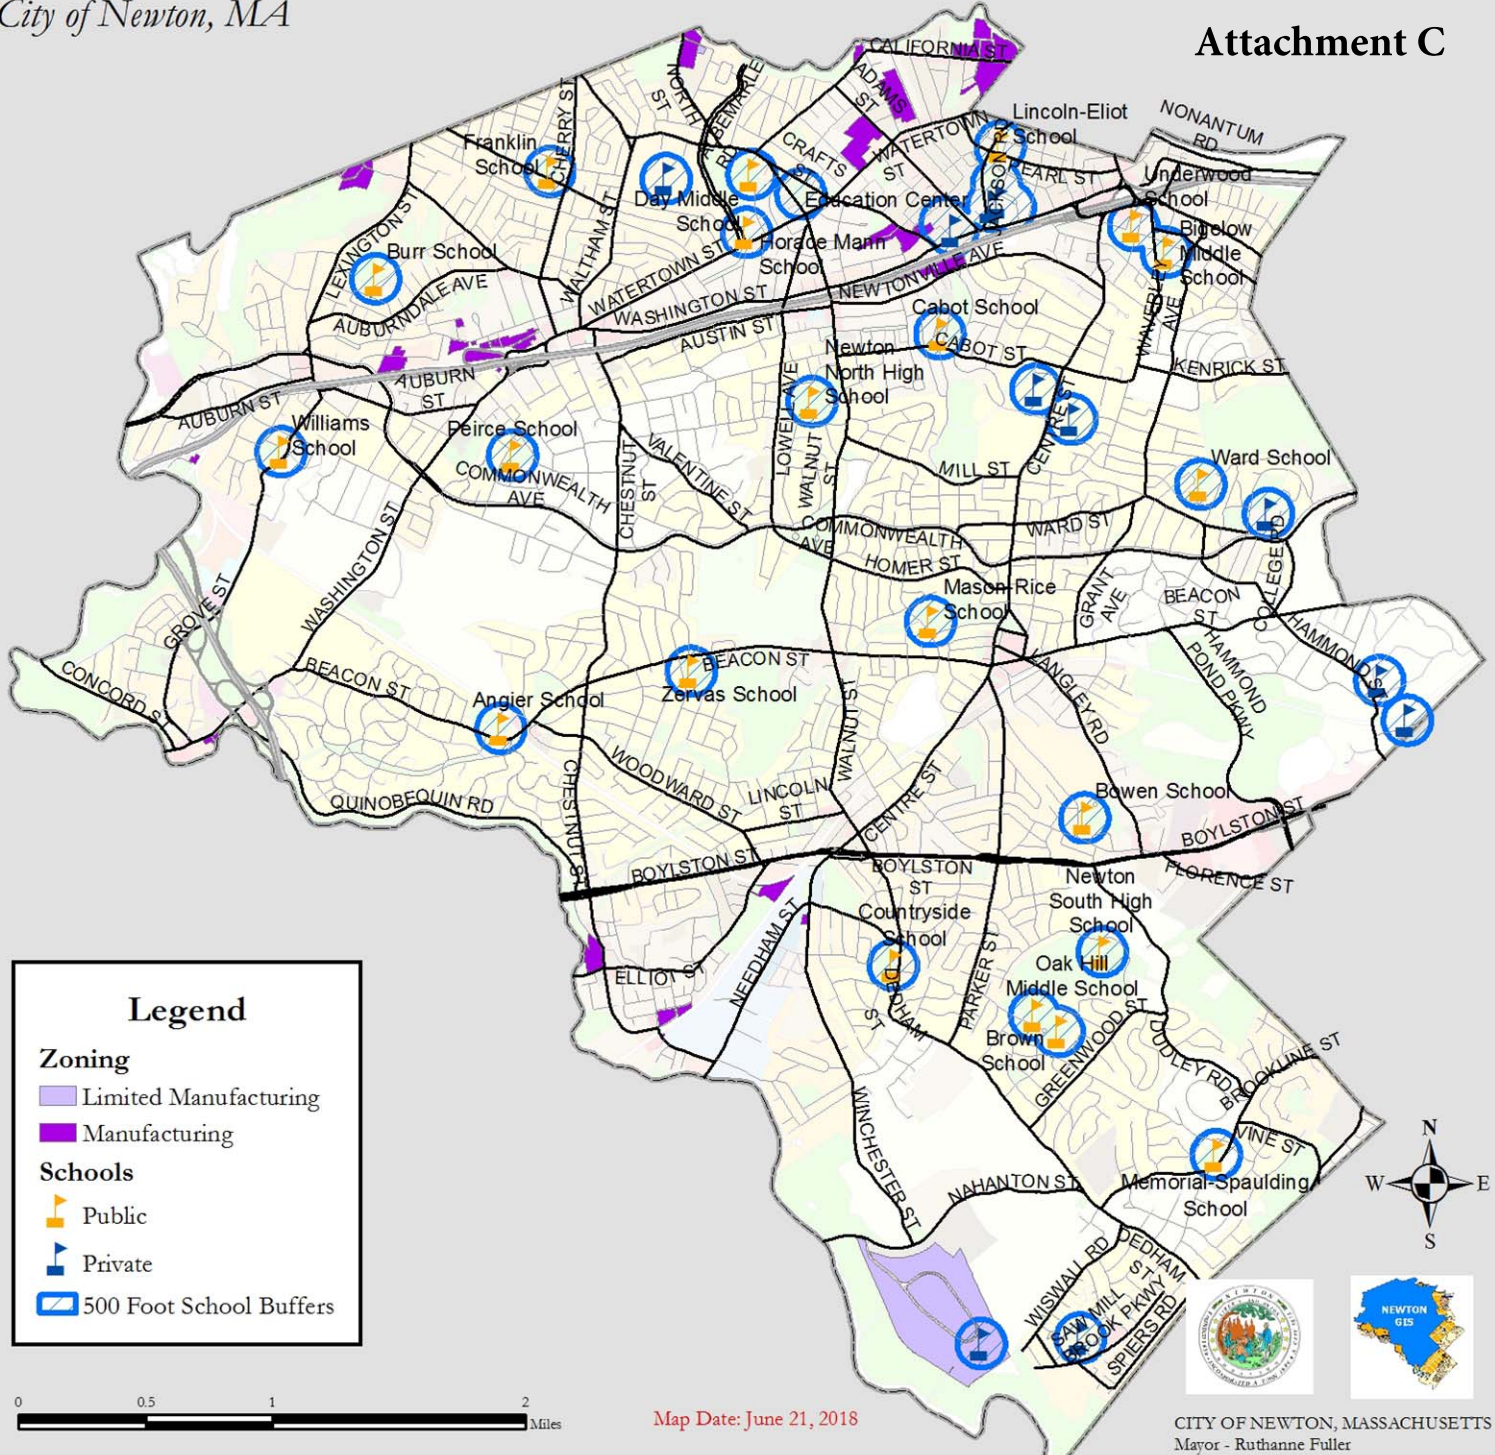 City of Newton, MA
Attachment C
CALIFORNIA ST
NORTH
ST
ALBEMARLE
RD
ADAMS
ST
CRAFTS
ST
WATERTOWN
ST
Lincoln-Eliot
School
NONANTUM
RD
Franklin
School
CHERRY ST
JACKSON RD
PEARL ST
Underwood
School
Day Middle
School
Education Center
Bigelow
Middle
School
Horace Mann
School
LEXINGTON ST
Burr School
WALTHAM ST
WATERTOWN ST
WASHINGTON ST
NEWTONVILLE AVE
AUBURNDALE AVE
AUSTIN ST
Cabot School
CABOT ST
WAVERLEY
AVE
KENRICK ST
Newton
North High
School
AUBURN
ST
AUBURN ST
Williams
School
Peirce School
COMMONWEALTH
AVE
CHESTNUT
ST
VALENTINE ST
LOWELL AVE
WALNUT
ST
MILL ST
CENTRE ST
Ward School
COMMONWEALTH
AVE
WARD ST
HOMER ST
WASHINGTON ST
GROVE ST
Mason-Rice
School
GRANT
AVE
BEACON
ST
COLLEGE RD
HAMMOND ST
HAMMOND
POND PKWY
CONCORD ST
BEACON ST
BEACON ST
Zervas School
Angier School
LANGLEY RD
WALNUT ST
WOODWARD ST
LINCOLN
ST
CENTRE ST
QUINOBEQUIN RD
CHESTNUT ST
Bowen School
BOYLSTON ST
BOYLSTON ST
BOYLSTON
ST
FLORENCE ST
Newton
South High
School
Countryside
School
Oak Hill
Middle School
Brown
School
ELLIOT ST
NEEDHAM ST
DEDHAM
ST
PARKER ST
GREENWOOD ST
DUDLEY RD
BROOKLINE ST
VINE ST
WINCHESTER ST
NAHANTON ST
Memorial-Spaulding
School
WISWALL RD
DEDHAM
ST
SAW MILL
BROOK PKWY
SPIERS RD
Legend
Zoning
Limited Manufacturing
Manufacturing
Schools
Public
Private
500 Foot School Buffers
N
W
E
S
NEWTON
GIS
0 0.5 1 2
Miles
Map Date: June 21, 2018
CITY OF NEWTON, MASSACHUSETTS
Mayor - Ruthanne Fuller